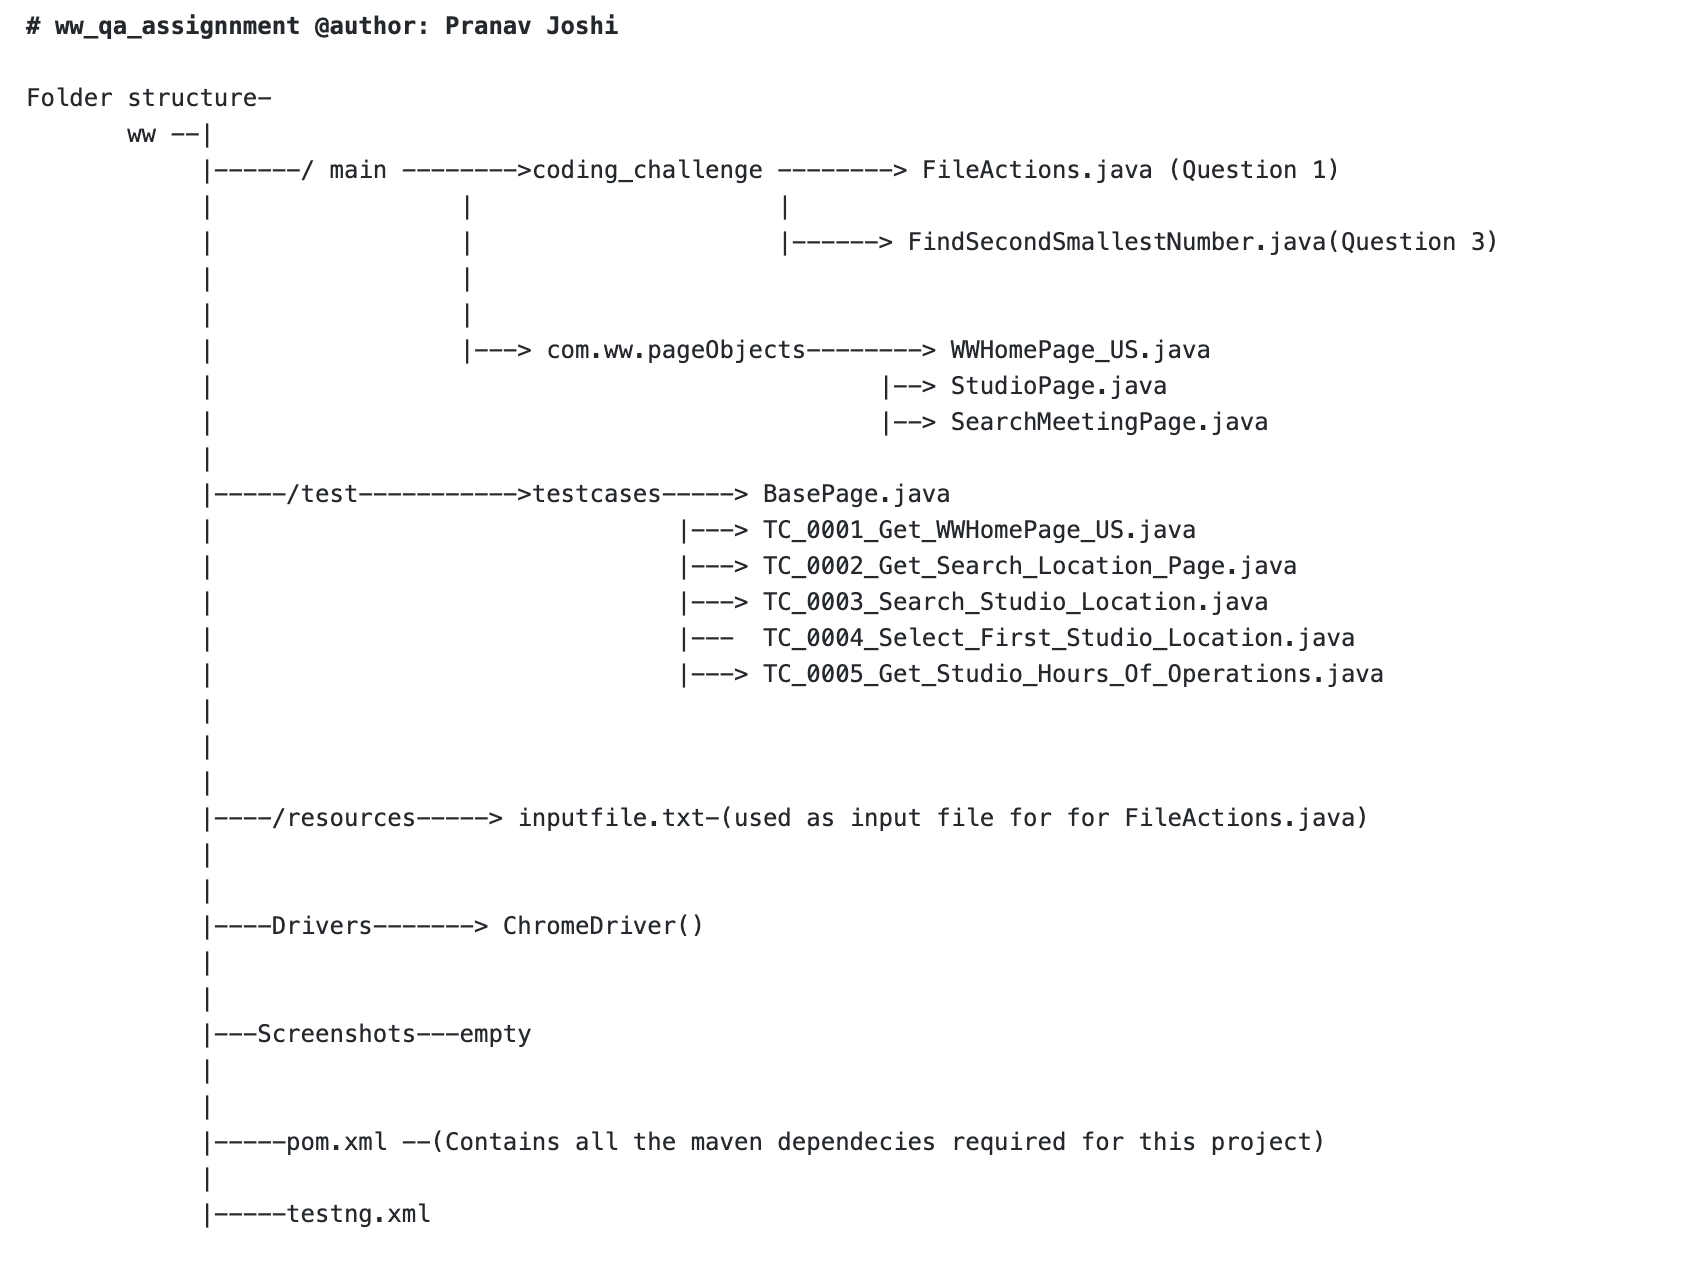 # ww_qa_assignnment @author: Pranav Joshi
Folder structure-
       ww --|
            |------/ main -------->coding_challenge --------> FileActions.java (Question 1)
            |                 |                     |
            |                 |                     |------> FindSecondSmallestNumber.java(Question 3)
            |                 |
            |                 |
            |                 |---> com.ww.pageObjects--------> WWHomePage_US.java
            |                                              |--> StudioPage.java
            |                                              |--> SearchMeetingPage.java
            |
            |-----/test----------->testcases-----> BasePage.java
            |                                |---> TC_0001_Get_WWHomePage_US.java
            |                                |---> TC_0002_Get_Search_Location_Page.java
            |                                |---> TC_0003_Search_Studio_Location.java
            |                                |---  TC_0004_Select_First_Studio_Location.java
            |                                |---> TC_0005_Get_Studio_Hours_Of_Operations.java
            |
            |
            |
            |----/resources-----> inputfile.txt-(used as input file for for FileActions.java)
            |
            |
            |----Drivers-------> ChromeDriver()
            |
            |
            |---Screenshots---empty
            |
            |
            |-----pom.xml --(Contains all the maven dependecies required for this project)
            |
            |-----testng.xml